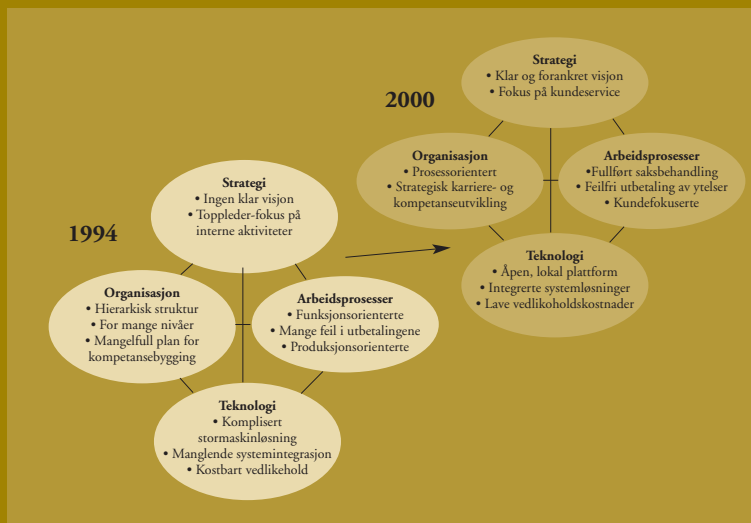 1994
Strategi
• Ingen klar visjon
• Toppleder-fokus på
interne aktiviteter
Organisasjon
• Hierarkisk struktur
• For mange nivåer
• Mangelfull plan for
kompetansebygging
Arbeidsprosesser
• Funksjonsorienterte
• Mange feil i utbetalingene
• Produksjonsorienterte
Teknologi
• Komplisert
stormaskinløsning
• Manglende systemintegrasjon
• Kostbart vedlikehold
2000
Strategi
• Klar og forankret visjon
• Fokus på kundeservice
Organisasjon
• Prosessorientert
• Strategisk karriere- og
kompetanseutvikling
Arbeidsprosesser
•Fullført saksbehandling
• Feilfri utbetaling av ytelser
• Kundefokuserte
Teknologi
• Åpen, lokal plattform
• Integrerte systemløsninger
• Lave vedlikoholdskostnader